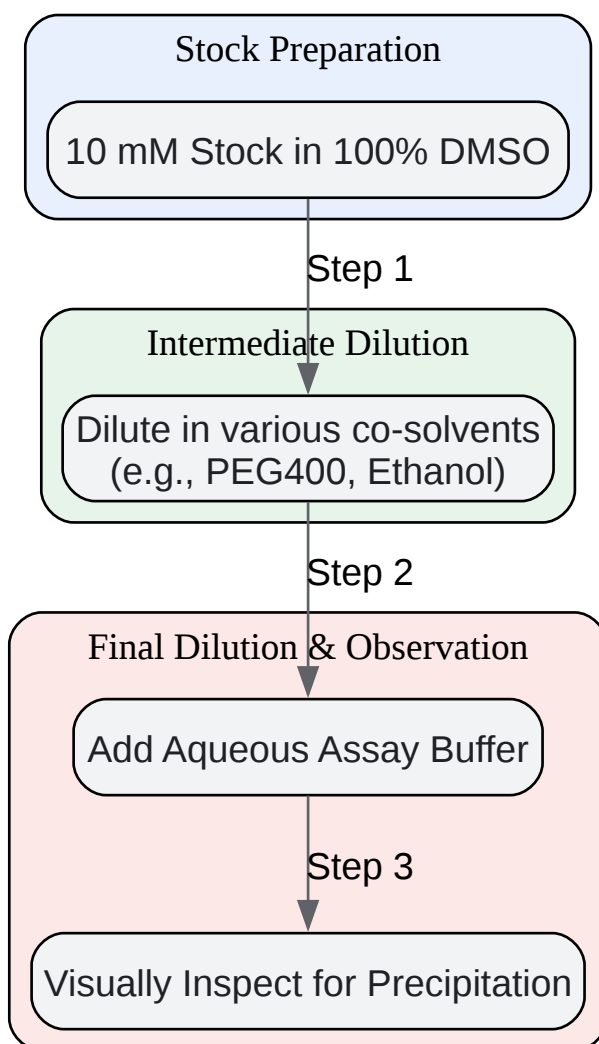 Stock Preparation
10 mM Stock in 100% DMSO
Step 1
Intermediate Dilution
Dilute in various co-solvents
(e.g., PEG400, Ethanol)
Step 2
Final Dilution & Observation
Add Aqueous Assay Buffer
Step 3
Visually Inspect for Precipitation